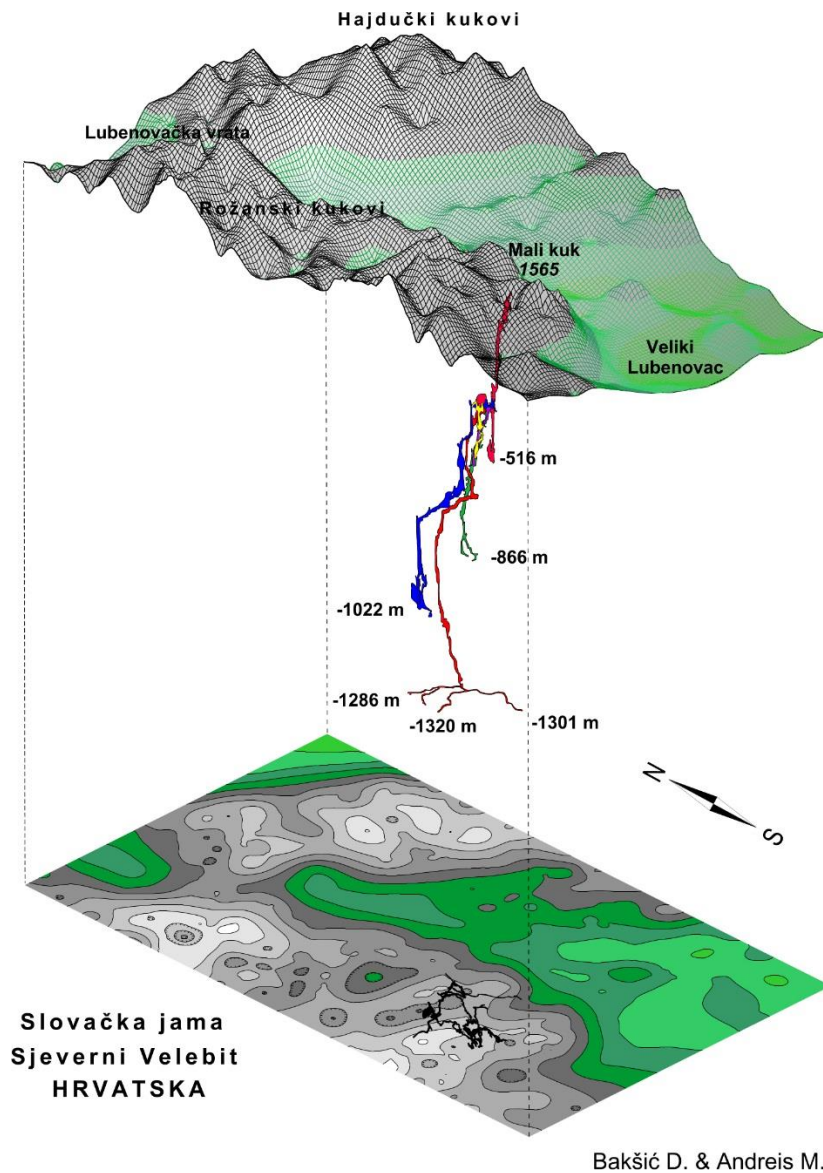 Hajdučki kukovi
Lubenovačka vrata
Rožanski kukovi
Mali kuk
1565
Veliki
Lubenovac
-516 m
-866 m
-1022 m
-1286 m
-1320 m
-1301 m
N
S
Slovačka jama
Sjeverni Velebit
HRVATSKA
Bakšić D. & Andreis M.